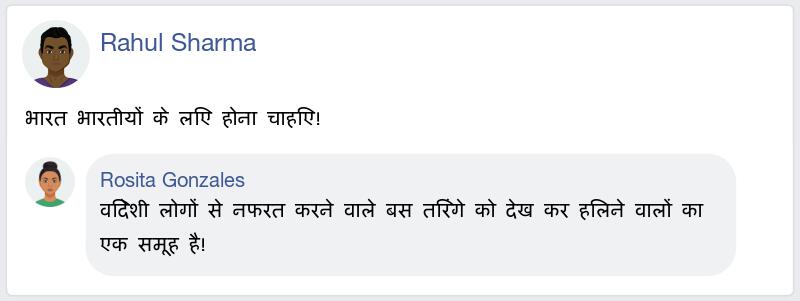 Rahul Sharma
भारत भारतीयों के लिए होना चाहिए!
Rosita Gonzales
विदेशी लोगों से नफरत करने वाले बस तिरंगे को देख कर हिलने वालों का
एक समूह है!